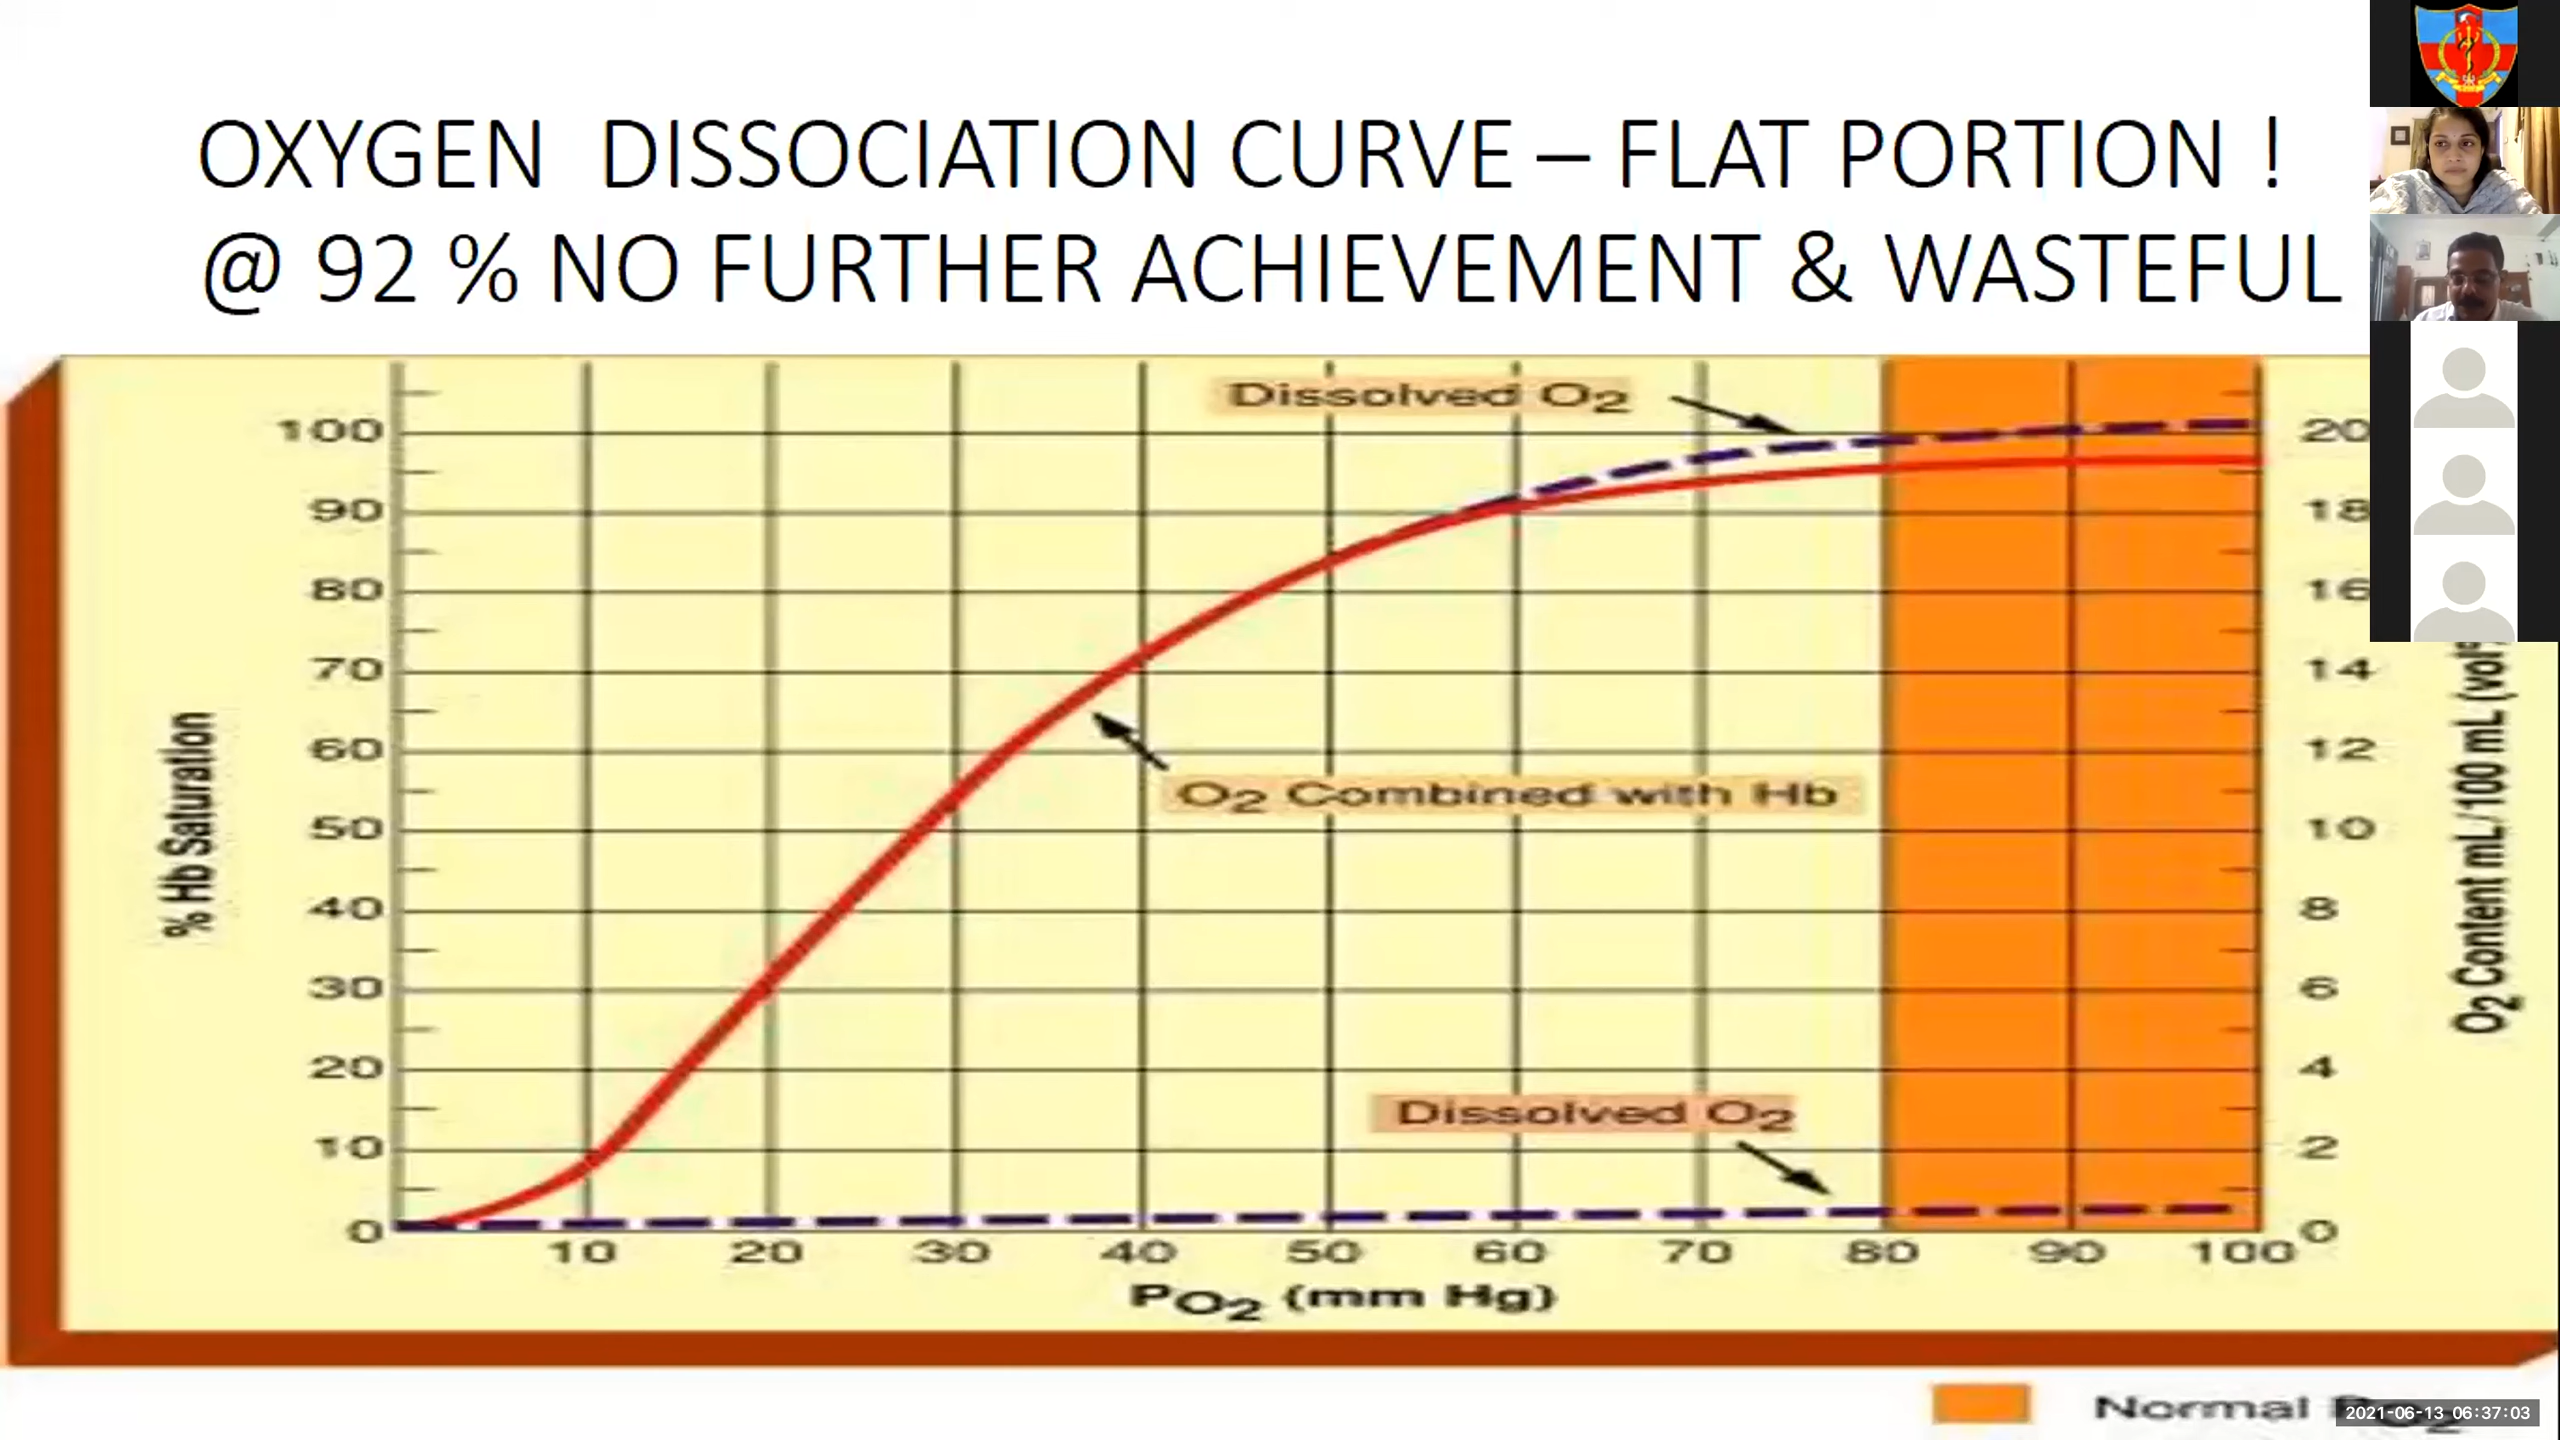 OXYGEN DISSOCIATION CURVE – FLAT PORTION !
@ 92 % NO FURTHER ACHIEVEMENT & WASTEFUL
Dissolved O2
100
90
80
70
60
50
40
30
20
10
0
% Hb Saturation
O2 Combined with Hb
Dissolved O2
20
18
16
14
12
10
8
6
4
2
0
O2 Content mL/100 mL (vol
10 20 30 40 50 60 70 80 90 100
PO2 (mm Hg)
Normal
2021-06-13 06:37:03